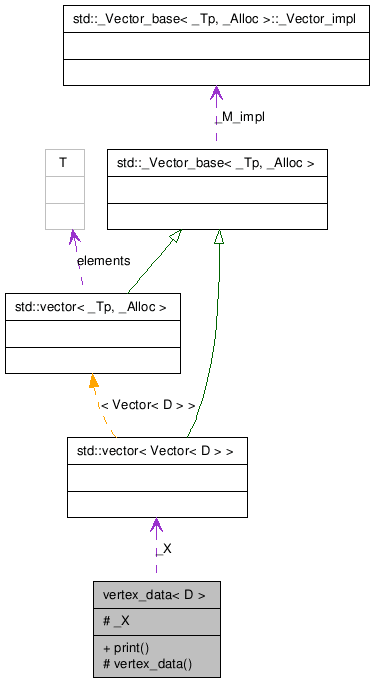 std::_Vector_base< _Tp, _Alloc >::_Vector_impl
_M_impl
T
std::_Vector_base< _Tp, _Alloc >
elements
std::vector< _Tp, _Alloc >
< Vector< D > >
std::vector< Vector< D > >
_X
vertex_data< D >
# _X
+ print()
# vertex_data()